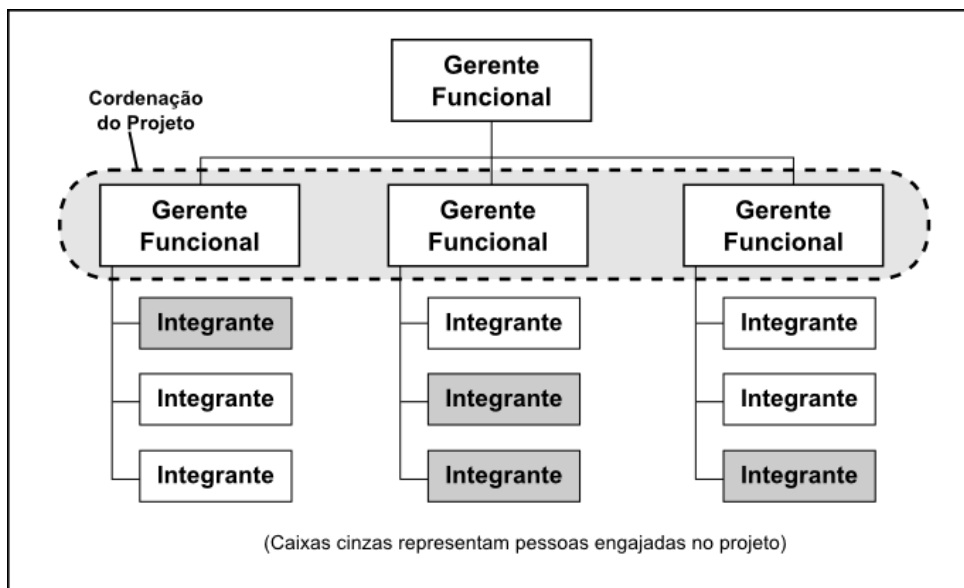 Gerente
Funcional
Cordenação
do Projeto
Gerente
Funcional
Gerente
Funcional
Gerente
Funcional
Integrante
Integrante
Integrante
Integrante
Integrante
Integrante
Integrante
Integrante
Integrante
(Caixas cinzas representam pessoas engajadas no projeto)